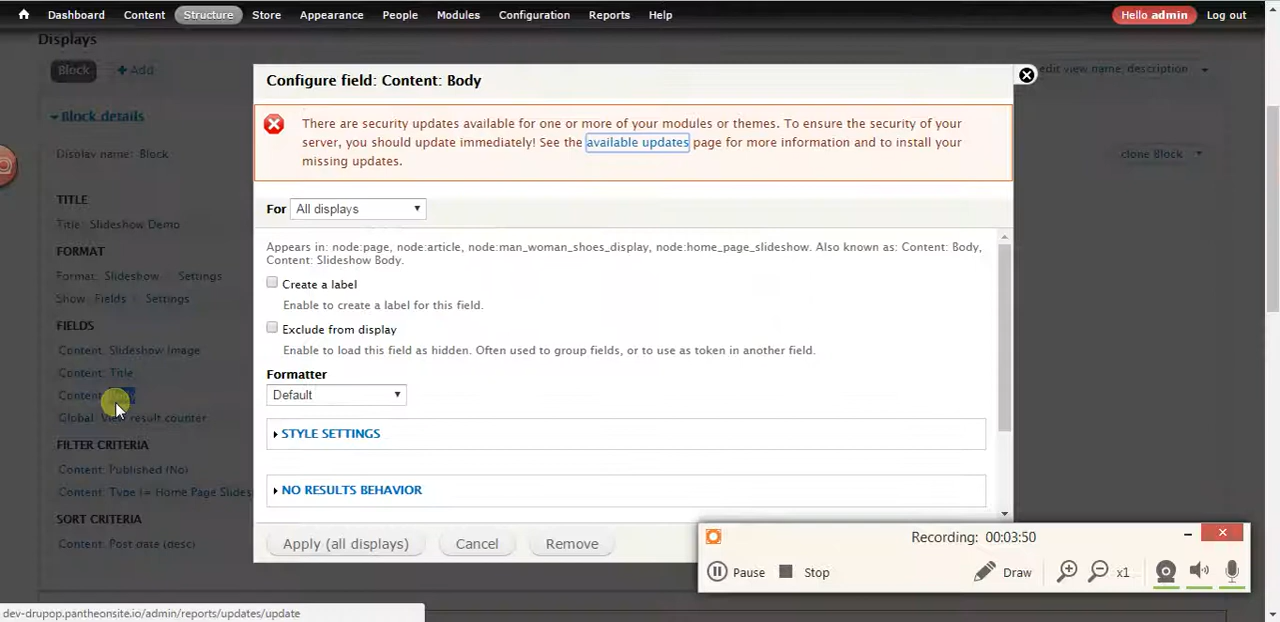 Dashboard Content Structure Store Appearance People Modules Configuration Reports Help Hello admin Log out
Displays
Block Add edit view name, description
Block details
Display name: Block clone Block
TITLE
Title: Slideshow Demo
FORMAT
Format: Slideshow Settings
Show: Fields Settings
FIELDS
Content: Slideshow Image
Content: Title
Content:
Global: View result counter
FILTER CRITERIA
Content: Published (No)
Content: Type != Home Page Slides
SORT CRITERIA
Content: Post date (desc)
Configure field: Content: Body
There are security updates available for one or more of your modules or themes. To ensure the security of your
server, you should update immediately! See the available updates page for more information and to install your
missing updates.
For All displays
Appears in: node:page, node:article, node:man_woman_shoes_display, node:home_page_slideshow. Also known as: Content: Body,
Content: Slideshow Body.
Create a label
Enable to create a label for this field.
Exclude from display
Enable to load this field as hidden. Often used to group fields, or to use as token in another field.
Formatter
Default
STYLE SETTINGS
NO RESULTS BEHAVIOR
Apply (all displays) Cancel Remove
Recording: 00:03:50
Pause Stop Draw x1
dev-drupop.pantheonsite.io/admin/reports/updates/update